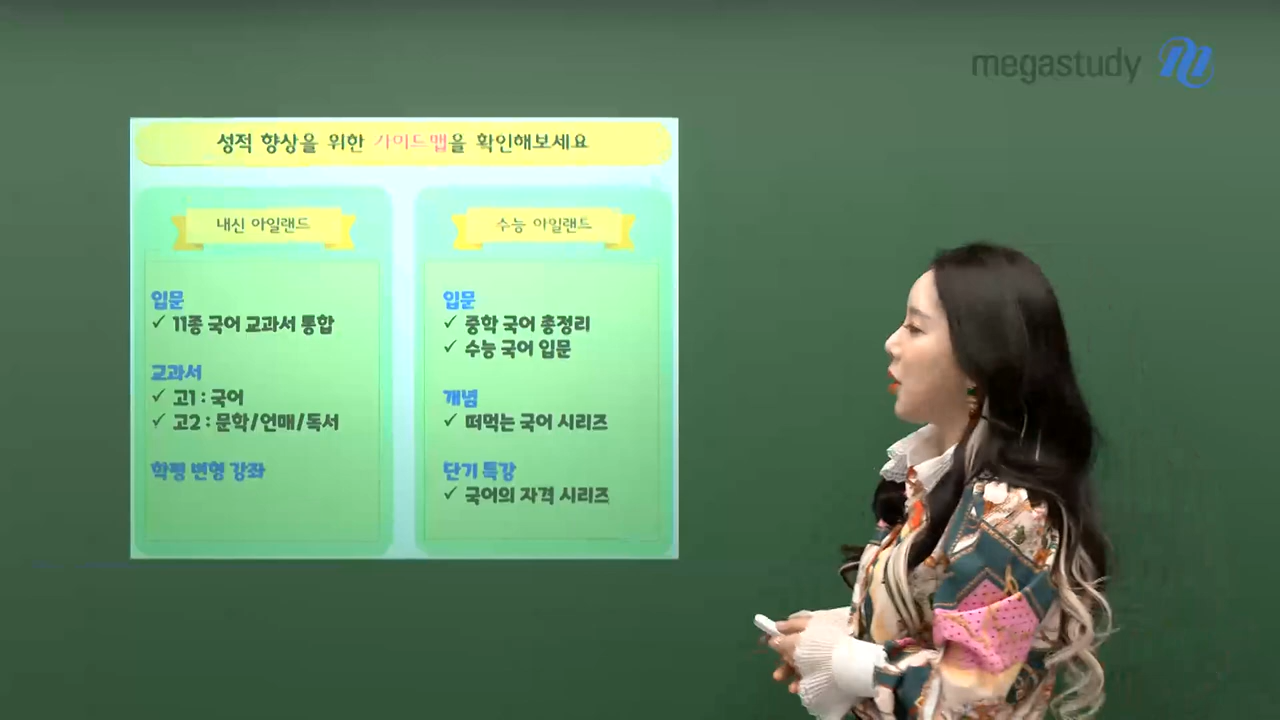 megastudy
성적 향상을 위한 가이드맵을 확인해보세요
내신 아일랜드
입문
✓ 11종 국어 교과서 통합
교과서
✓ 고1 : 국어
✓ 고2 : 문학/언매/독서
학평 변형 강좌
수능 아일랜드
입문
✓ 중학 국어 총정리
✓ 수능 국어 입문
개념
✓ 떠먹는 국어 시리즈
단기 특강
✓ 국어의 자격 시리즈